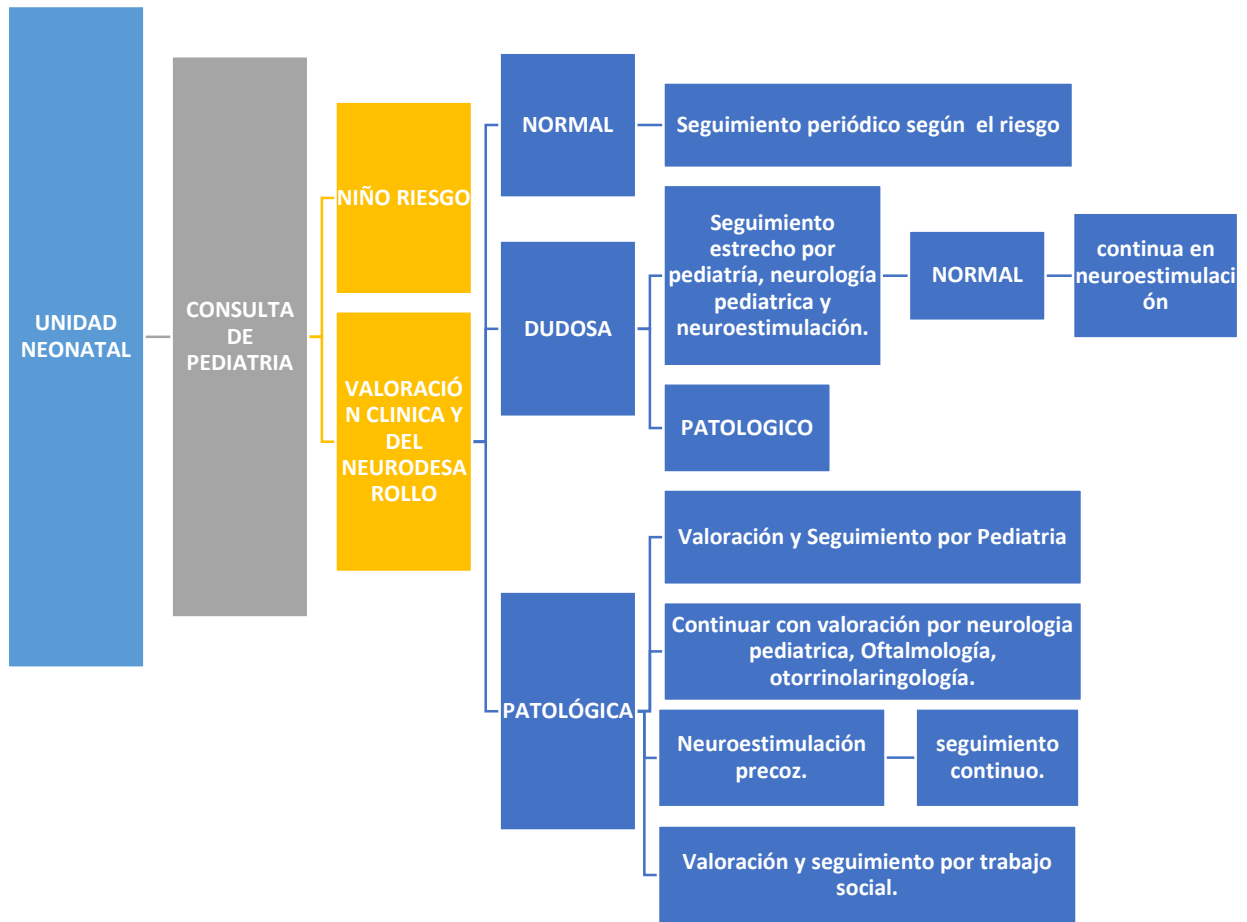 UNIDAD
NEONATAL
CONSULTA
DE
PEDIATRIA
NIÑO RIESGO
VALORACIÓ
N CLINICA Y
DEL
NEURODESA
ROLLO
NORMAL
Seguimiento periódico según el riesgo
DUDOSA
Seguimiento
estrecho por
pediatría, neurología
pediatrica y
neuroestimulación.
NORMAL
continua en
neuroestimulaci
ón
PATOLOGICO
PATOLÓGICA
Valoración y Seguimiento por Pediatria
Continuar con valoración por neurologia
pediatrica, Oftalmología,
otorrinolaringología.
Neuroestimulación
precoz.
seguimiento
continuo.
Valoración y seguimiento por trabajo
social.